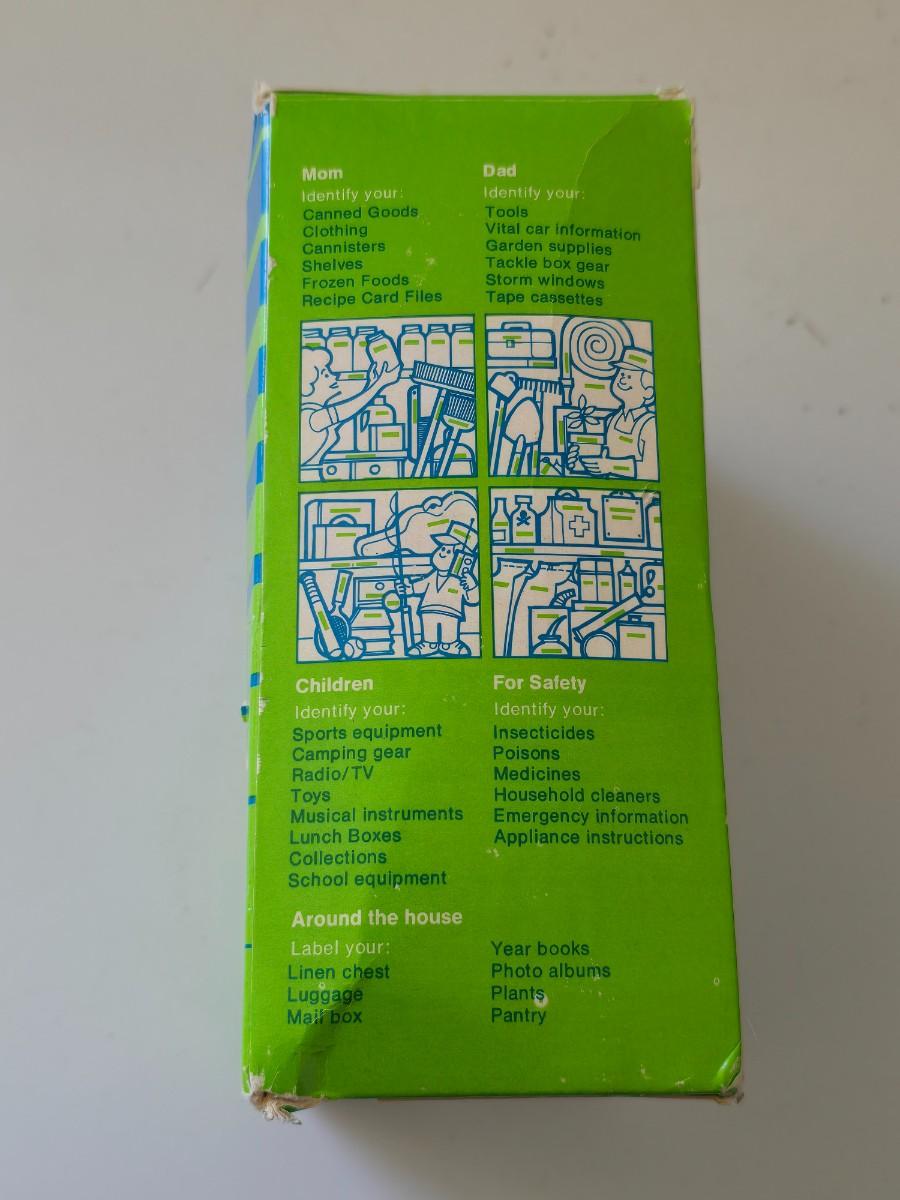 Mom
Identify your:
Canned Goods
Clothing
Cannisters
Shelves
Frozen Foods
Recipe Card Files
Dad
Identify your:
Tools
Vital car information
Garden supplies
Tackle box gear
Storm windows
Tape cassettes
Children
Identify your:
Sports equipment
Camping gear
Radio/TV
Toys
Musical instruments
Lunch Boxes
Collections
School equipment
For Safety
Identify your:
Insecticides
Poisons
Medicines
Household cleaners
Emergency information
Appliance instructions
Around the house
Label your:
Linen chest
Luggage
Mail box
Year books
Photo albums
Plants
Pantry